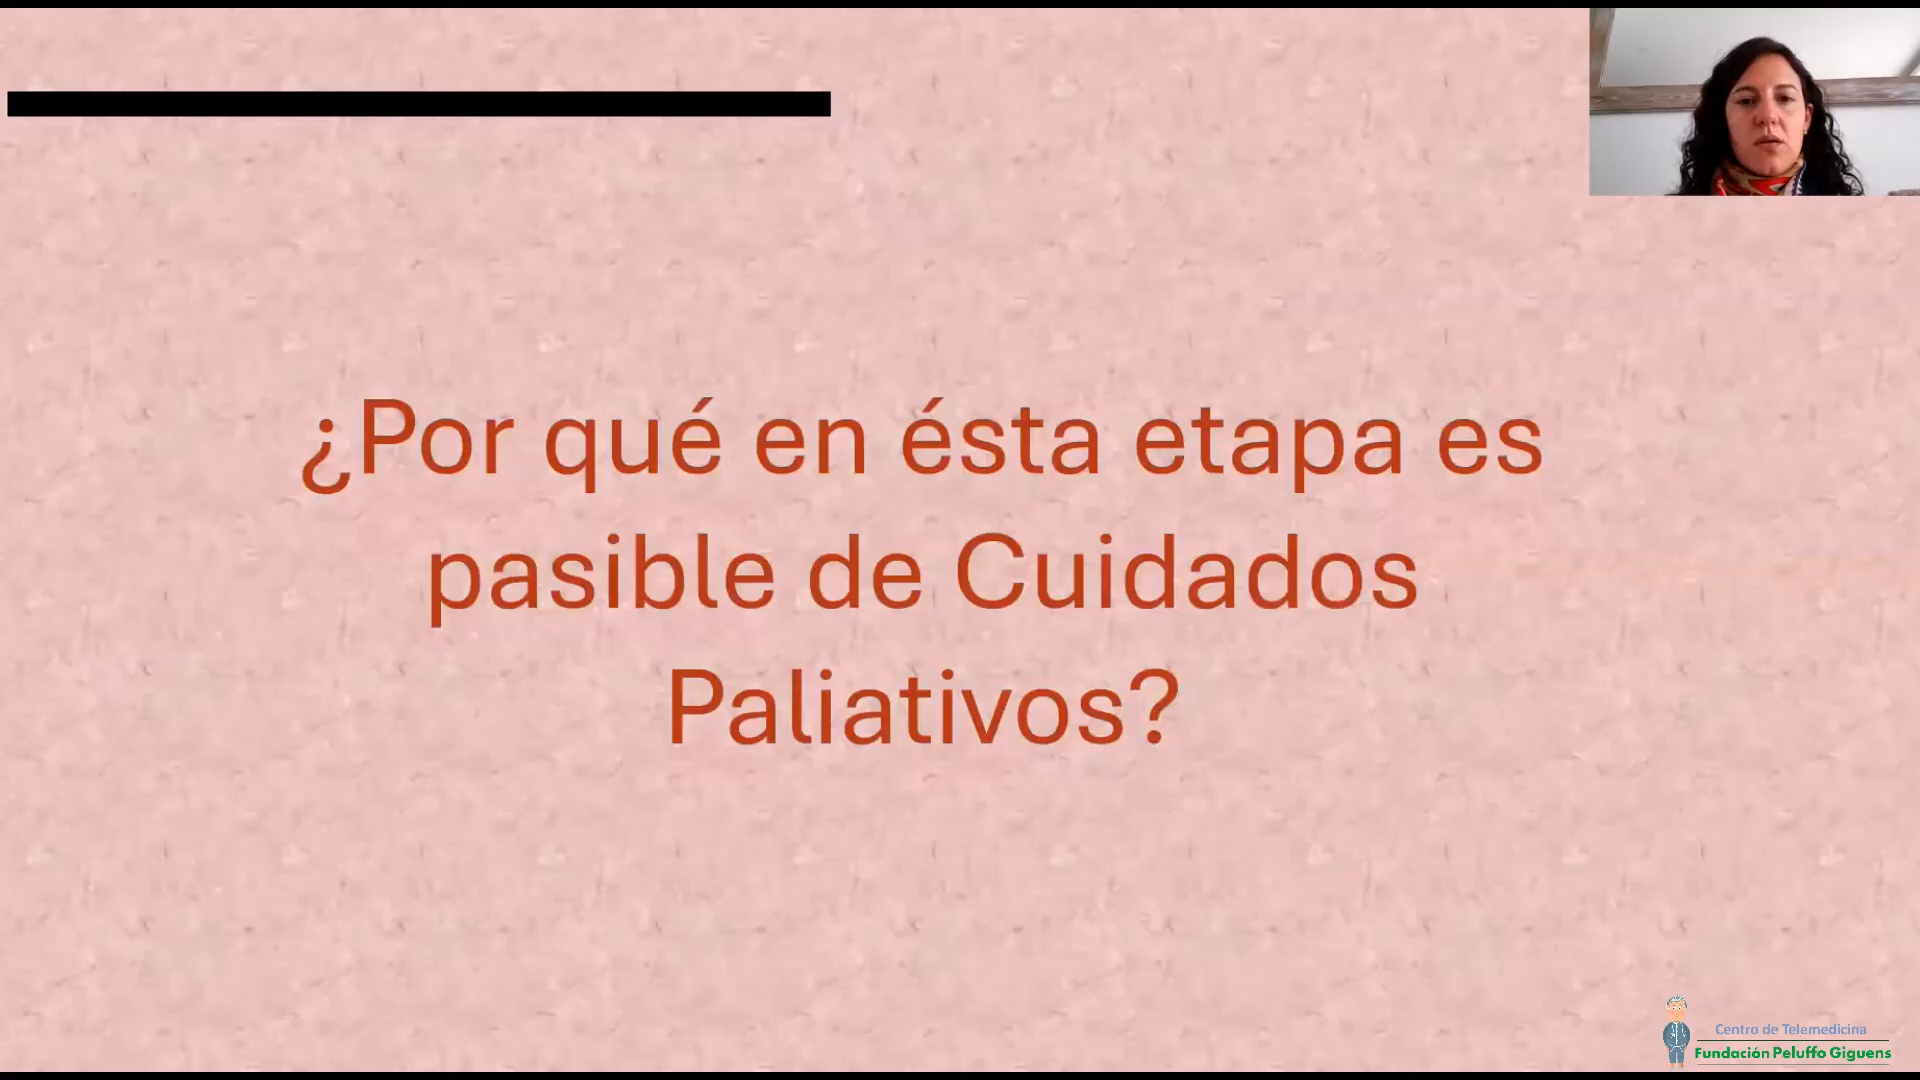 ¿Por qué en ésta etapa es
pasible de Cuidados
Paliativos?
Centro de Telemedicina
Fundación Peluffo Giguens